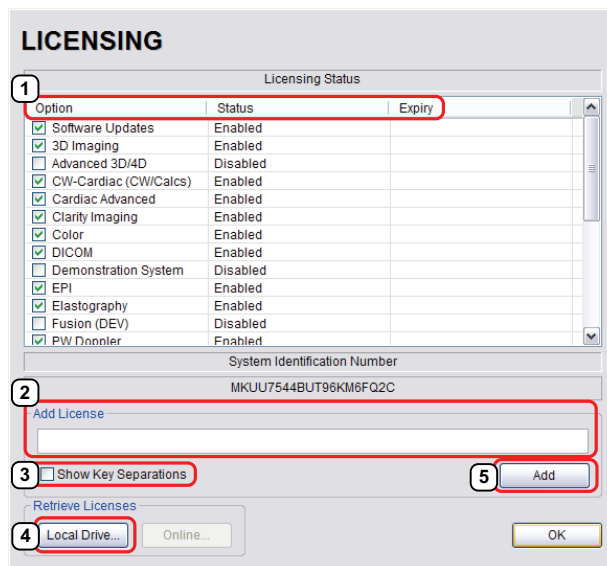 LICENSING
Licensing Status
1
Option Status Expiry
Software Updates Enabled
3D Imaging Enabled
Advanced 3D/4D Disabled
CW-Cardiac (CW/Calcs) Enabled
Cardiac Advanced Enabled
Clarity Imaging Enabled
Color Enabled
DICOM Enabled
Demonstration System Disabled
EPI Enabled
Elastography Enabled
Fusion (DEV) Disabled
PW Doppler Enabled
System Identification Number
MKUU7544BUT96KM6FQ2C
2
Add License
3 Show Key Separations
5 Add
Retrieve Licenses
4 Local Drive... Online... OK